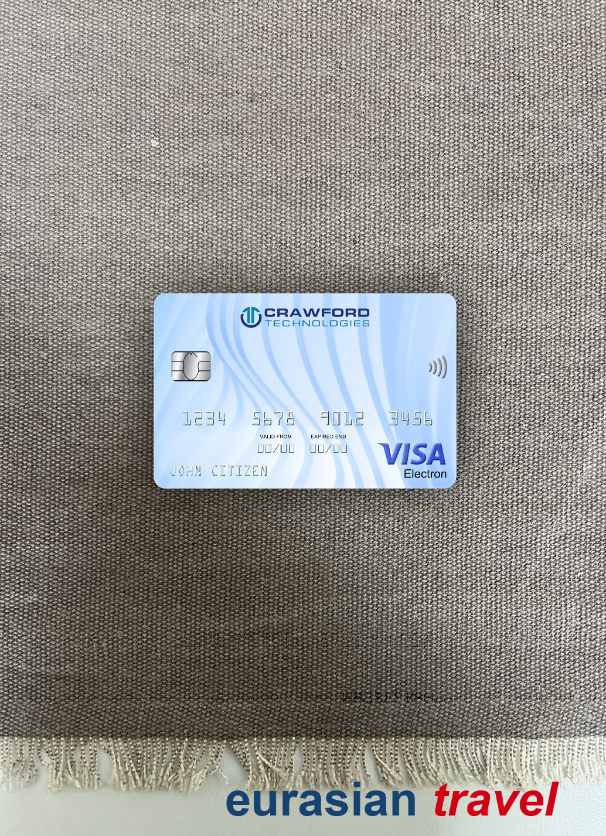 CRAWFORD
TECHNOLOGIES
1234 5678 9012 3456
VALID FROM EXPIRED END
00/00 00/00
VISA
JOHN CITIZEN
Electron
eurasian travel